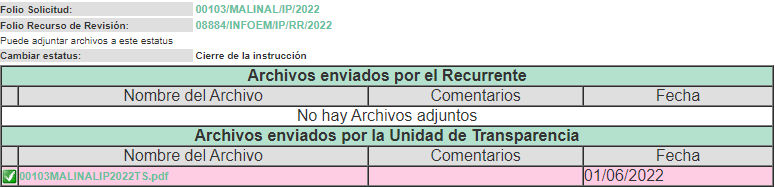 Folio Solicitud: 00103/MALINAL/IP/2022
Folio Recurso de Revisión: 08884/INFOEM/IP/RR/2022
Puede adjuntar archivos a este estatus
Cambiar estatus: Cierre de la instrucción
Archivos enviados por el Recurrente
Nombre del Archivo Comentarios Fecha
No hay Archivos adjuntos
Archivos enviados por la Unidad de Transparencia
Nombre del Archivo Comentarios Fecha
00103MALINALIP2022TS.pdf 01/06/2022